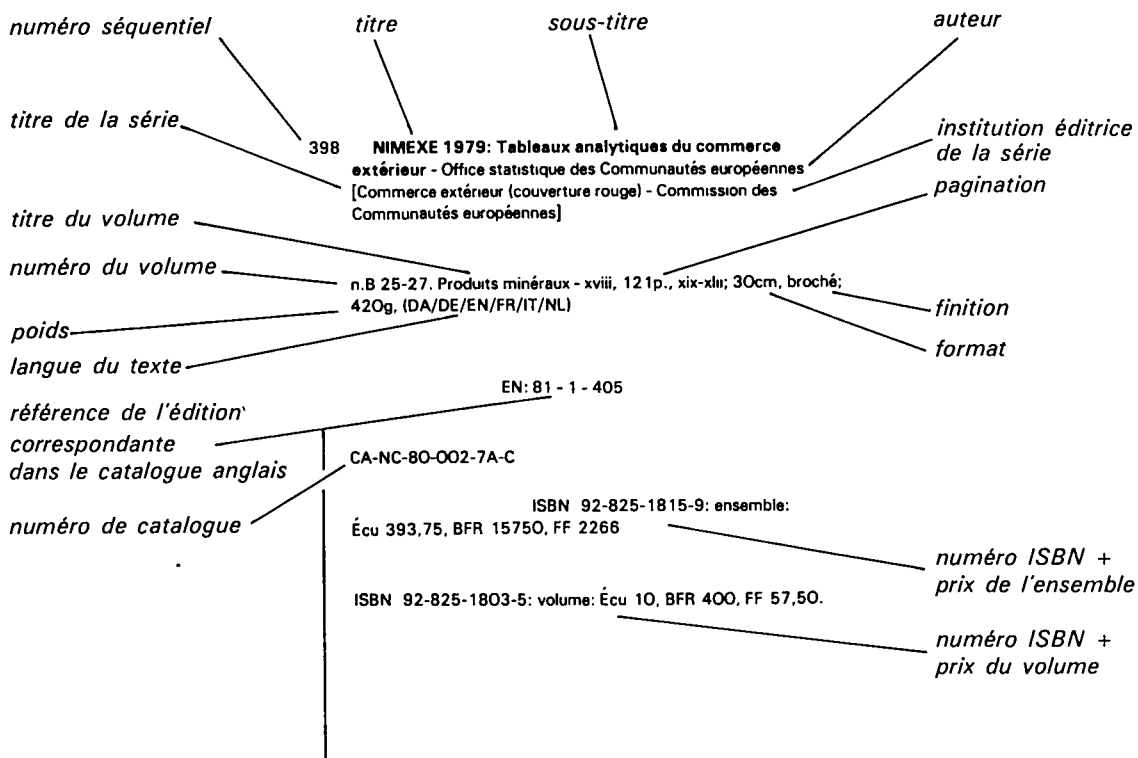 numéro séquentiel titre sous-titre auteur
titre de la série
398 NIMEXE 1979: Tableaux analytiques du commerce
extérieur - Office statistique des Communautés européennes
[Commerce extérieur (couverture rouge) - Commission des
Communautés européennes]
institution éditrice
de la série
pagination
titre du volume
numéro du volume
n.B 25-27. Produits minéraux - xviii, 121p., xix-xlii; 30cm, broché;
420g, (DA/DE/EN/FR/IT/NL)
finition
poids
format
langue du texte
EN: 81 - 1 - 405
référence de l'édition
correspondante
dans le catalogue anglais
CA-NC-80-002-7A-C
numéro de catalogue
ISBN 92-825-1815-9: ensemble:
Écu 393,75, BFR 15750, FF 2266
numéro ISBN +
prix de l'ensemble
ISBN 92-825-1803-5: volume: Écu 10, BFR 400, FF 57,50.
numéro ISBN +
prix du volume